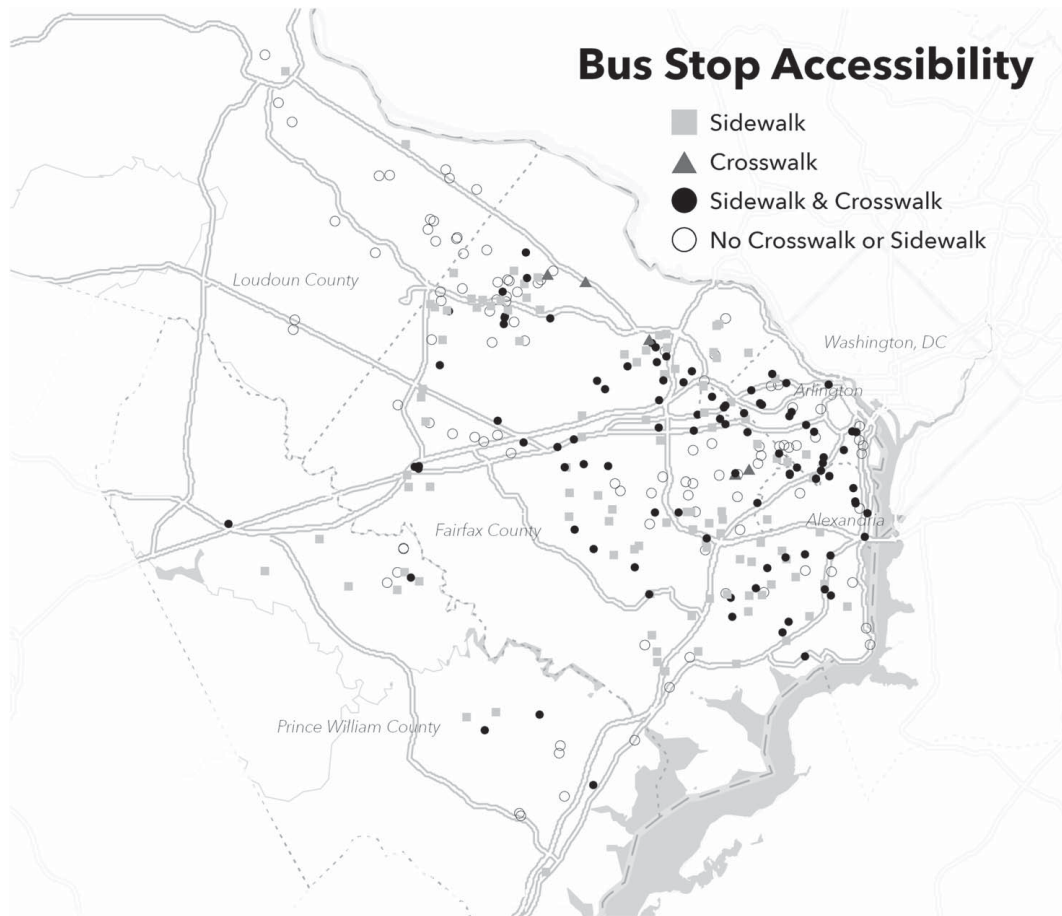 Bus Stop Accessibility
Sidewalk
Crosswalk
Sidewalk & Crosswalk
No Crosswalk or Sidewalk
Loudoun County
Washington, DC
Arlington
Alexandria
Fairfax County
Prince William County